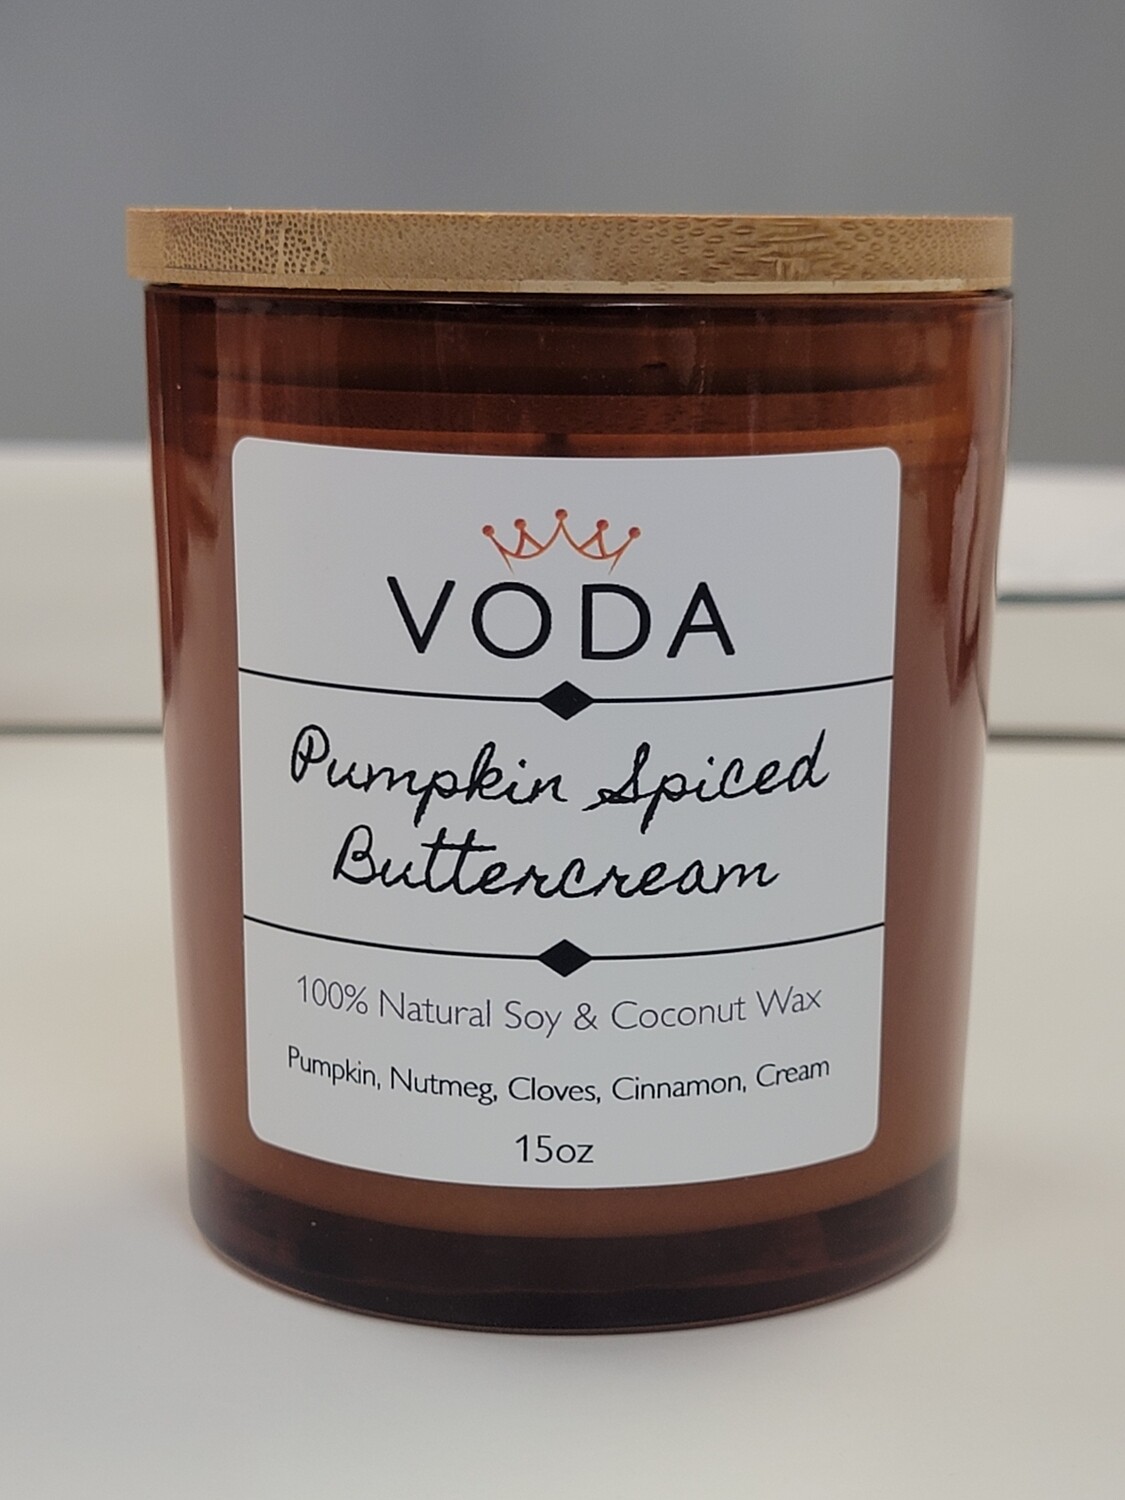 VODA
Pumpkin Spiced
Buttercream
100% Natural Soy & Coconut Wax
Pumpkin, Nutmeg, Cloves, Cinnamon, Cream
15oz